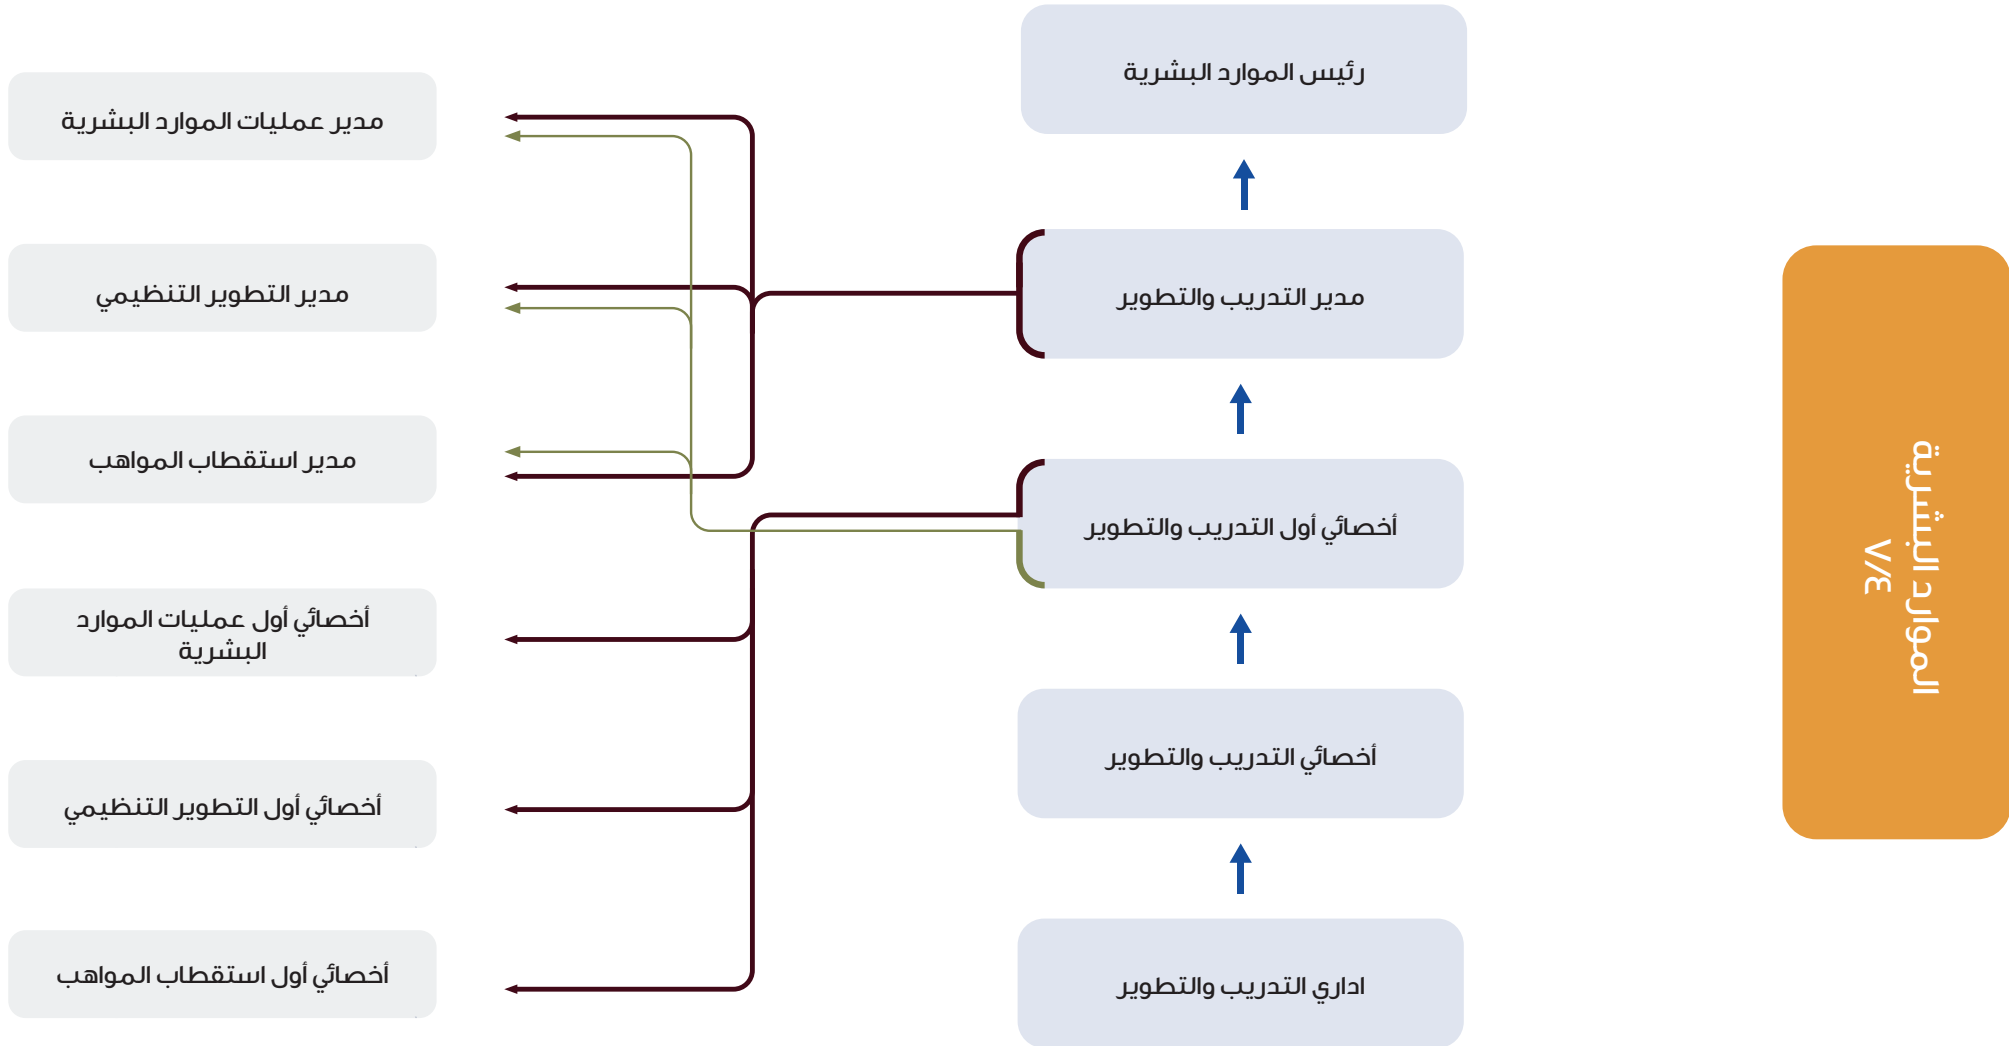 الموارد البشرية
٧/٤
رئيس الموارد البشرية
مدير التدريب والتطوير
أخصائي أول التدريب والتطوير
أخصائي التدريب والتطوير
اداري التدريب والتطوير
مدير عمليات الموارد البشرية
مدير التطوير التنظيمي
مدير استقطاب المواهب
أخصائي أول عمليات الموارد
البشرية
أخصائي أول التطوير التنظيمي
أخصائي أول استقطاب المواهب